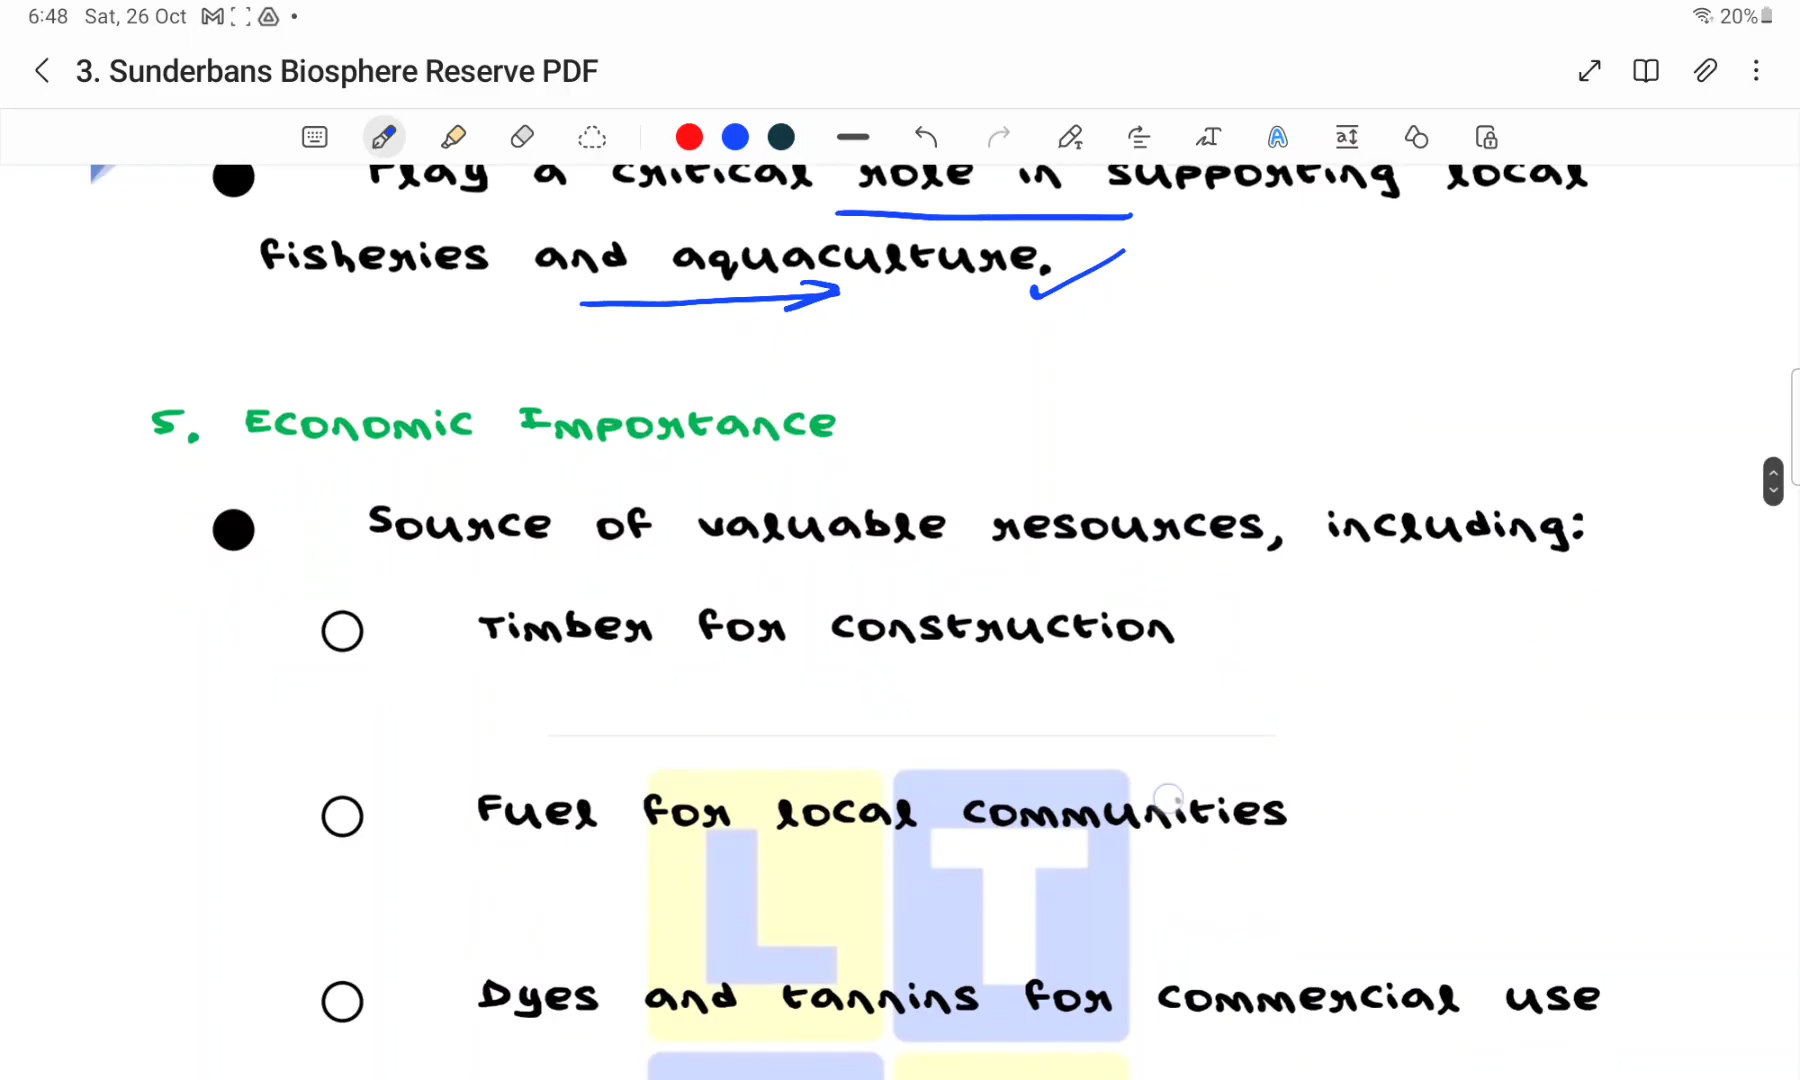 6:48 Sat, 26 Oct
20%
3. Sunderbans Biosphere Reserve PDF
Play a critical role in supporting local
fisheries and aquaculture.
5. Economic Importance
Source of valuable resources, including:
Timber for construction
Fuel for local communities
LT
Dyes and tannins for commercial use